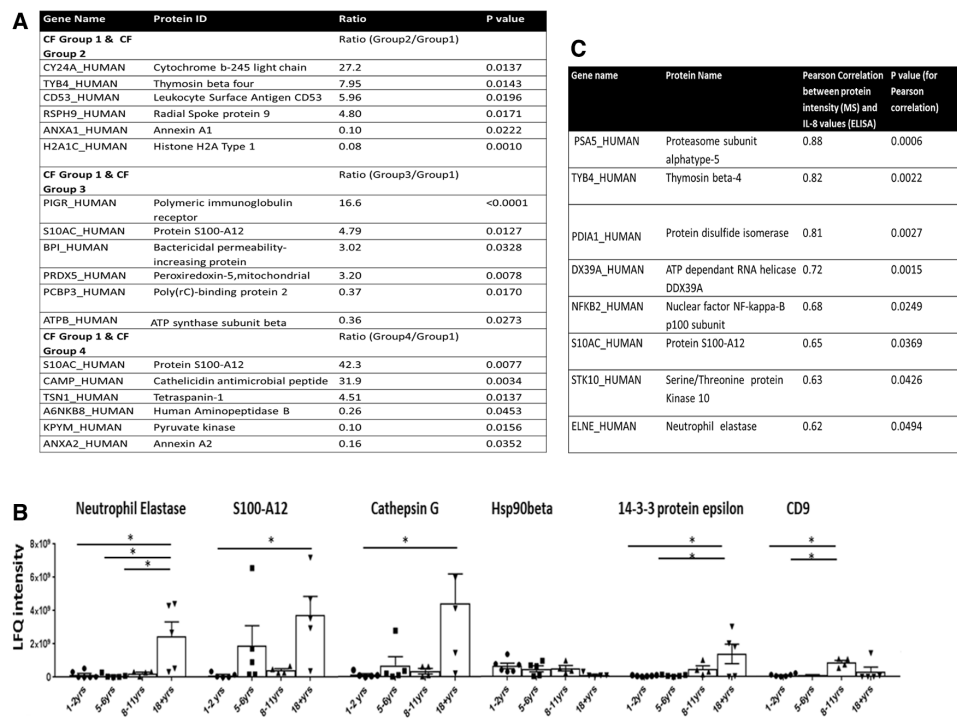 A
Gene Name Protein ID Ratio P value
CF Group 1 & CF Group 2 Ratio (Group2/Group1)
CY24A_HUMAN Cytochrome b-245 light chain 27.2 0.0137
TYB4_HUMAN Thymosin beta four 7.95 0.0143
CD53_HUMAN Leukocyte Surface Antigen CD53 5.96 0.0196
RSPH9_HUMAN Radial Spoke protein 9 4.80 0.0171
ANXA1_HUMAN Annexin A1 0.10 0.0222
H2A1C_HUMAN Histone H2A Type 1 0.08 0.0010
CF Group 1 & CF Group 3 Ratio (Group3/Group1)
PIGR_HUMAN Polymeric immunoglobulin receptor 16.6 <0.0001
S10AC_HUMAN Protein S100-A12 4.79 0.0127
BPI_HUMAN Bactericidal permeability-increasing protein 3.02 0.0328
PRDX5_HUMAN Peroxiredoxin-5,mitochondrial 3.20 0.0078
PCBP3_HUMAN Poly(rC)-binding protein 2 0.37 0.0170
ATPB_HUMAN ATP synthase subunit beta 0.36 0.0273
CF Group 1 & CF Group 4 Ratio (Group4/Group1)
S10AC_HUMAN Protein S100-A12 42.3 0.0077
CAMP_HUMAN Cathelicidin antimicrobial peptide 31.9 0.0034
TSN1_HUMAN Tetraspanin-1 4.51 0.0137
A6NKB8_HUMAN Human Aminopeptidase B 0.26 0.0453
KPYM_HUMAN Pyruvate kinase 0.10 0.0156
ANXA2_HUMAN Annexin A2 0.16 0.0352
C
Gene name Protein Name Pearson Correlation between protein intensity (MS) and IL-8 values (ELISA) P value (for Pearson correlation)
PSA5_HUMAN Proteasome subunit alphatype-5 0.88 0.0006
TYB4_HUMAN Thymosin beta-4 0.82 0.0022
PDIA1_HUMAN Protein disulfide isomerase 0.81 0.0027
DX39A_HUMAN ATP dependant RNA helicase DDX39A 0.72 0.0015
NFKB2_HUMAN Nuclear factor NF-kappa-B p100 subunit 0.68 0.0249
S10AC_HUMAN Protein S100-A12 0.65 0.0369
STK10_HUMAN Serine/Threonine protein Kinase 10 0.63 0.0426
ELNE_HUMAN Neutrophil elastase 0.62 0.0494
B
Neutrophil Elastase S100-A12 Cathepsin G Hsp90beta 14-3-3 protein epsilon CD9
* * * * * * * * *
LFQ intensity
8x10⁹
6x10⁹
4x10⁹
2x10⁹
0
1-2yrs 5-6yrs 8-11yrs 18+yrs 1-2 yrs 5-6yrs 8-11yrs 18+yrs 1-2 yrs 5-6yrs 8-11yrs 18+yrs 1-2yrs 5-6yrs 8-11yrs 18+yrs 1-2yrs 5-6yrs 8-11yrs 18+yrs 1-2yrs 5-6yrs 8-11yrs 18+yrs